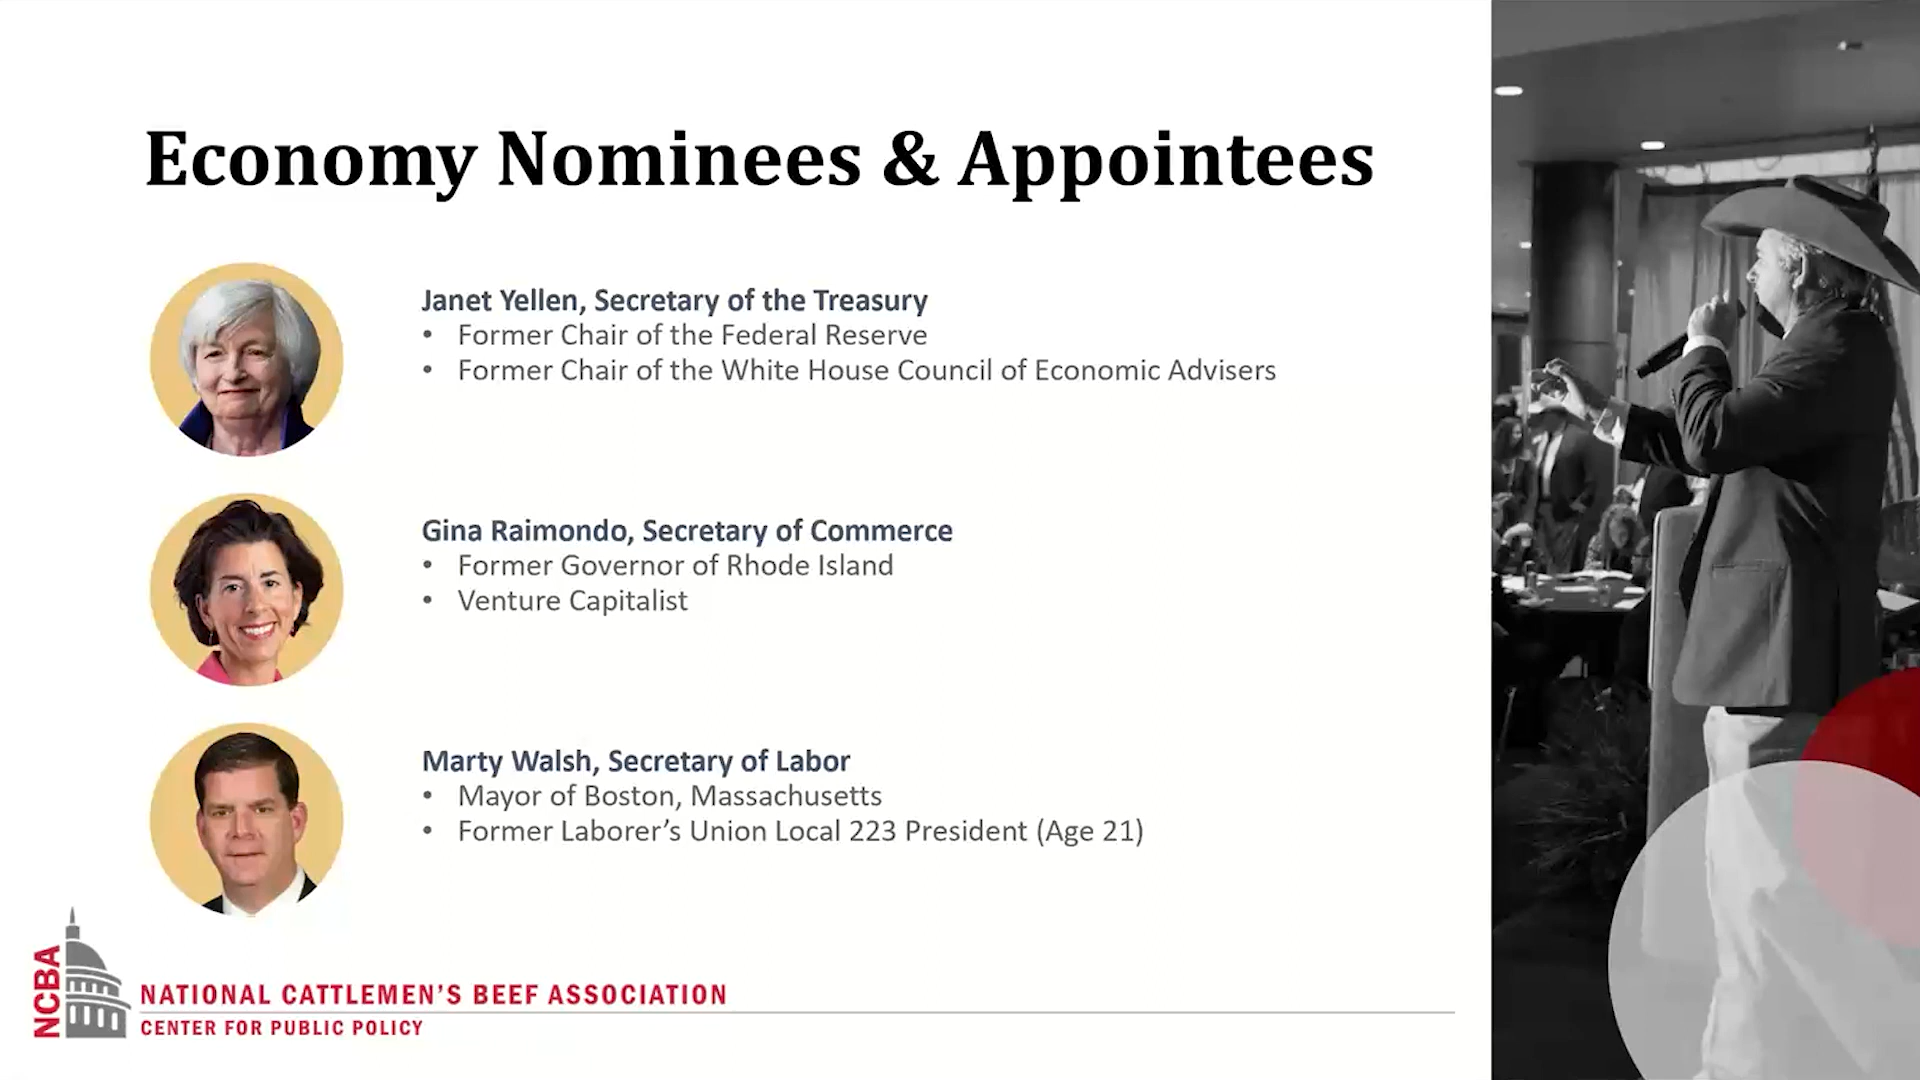 Economy Nominees & Appointees
Janet Yellen, Secretary of the Treasury
• Former Chair of the Federal Reserve
• Former Chair of the White House Council of Economic Advisers
Gina Raimondo, Secretary of Commerce
• Former Governor of Rhode Island
• Venture Capitalist
Marty Walsh, Secretary of Labor
• Mayor of Boston, Massachusetts
• Former Laborer’s Union Local 223 President (Age 21)
NCBA
NATIONAL CATTLEMEN’S BEEF ASSOCIATION
CENTER FOR PUBLIC POLICY